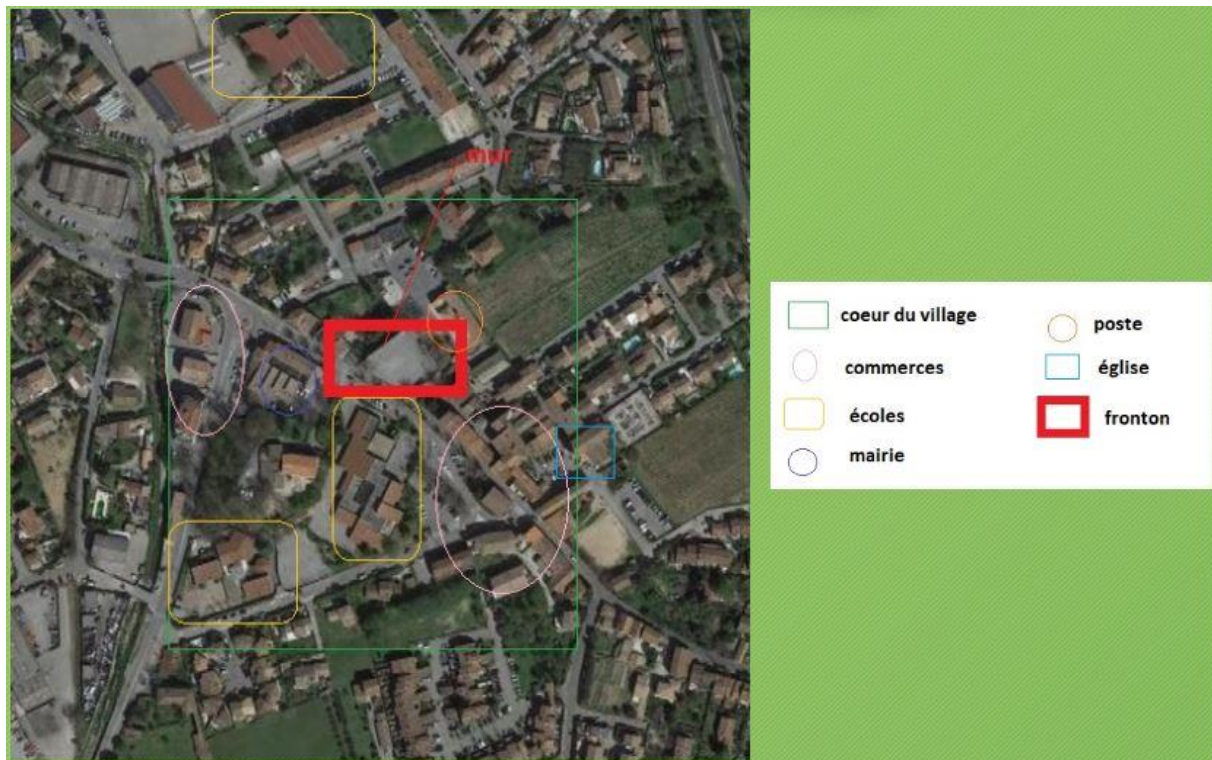 mur
coeur du village
commerces
écoles
mairie
poste
église
fronton